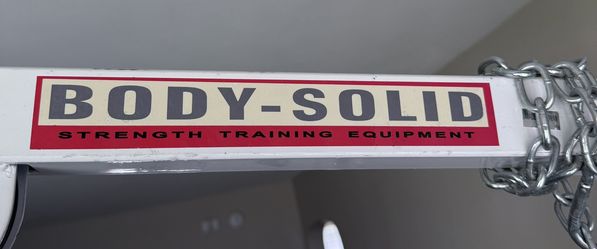 BODY-SOLID
STRENGTH TRAINING EQUIPMENT